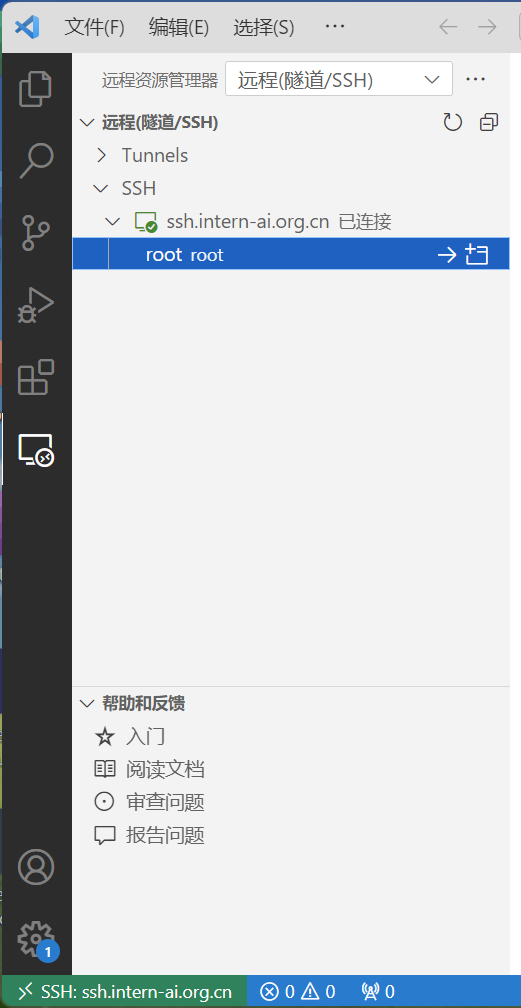 文件(F) 编辑(E) 选择(S) ···
远程资源管理器 远程(隧道/SSH) ···
远程(隧道/SSH)
Tunnels
SSH
ssh.intern-ai.org.cn 已连接
root root
帮助和反馈
入门
阅读文档
审查问题
报告问题
1
SSH: ssh.intern-ai.org.cn 0 0 0